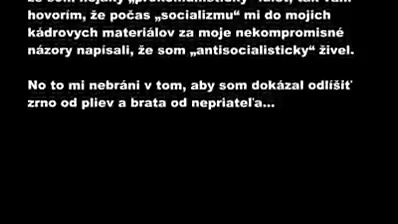 hovorím, že počas „socializmu“ mi do mojich
kádrových materiálov za moje nekompromisné
názory napísali, že som „antisocialisticky“ živel.
No to mi nebráni v tom, aby som dokázal odlíšiť
zrno od pliev a brata od nepriateľa...